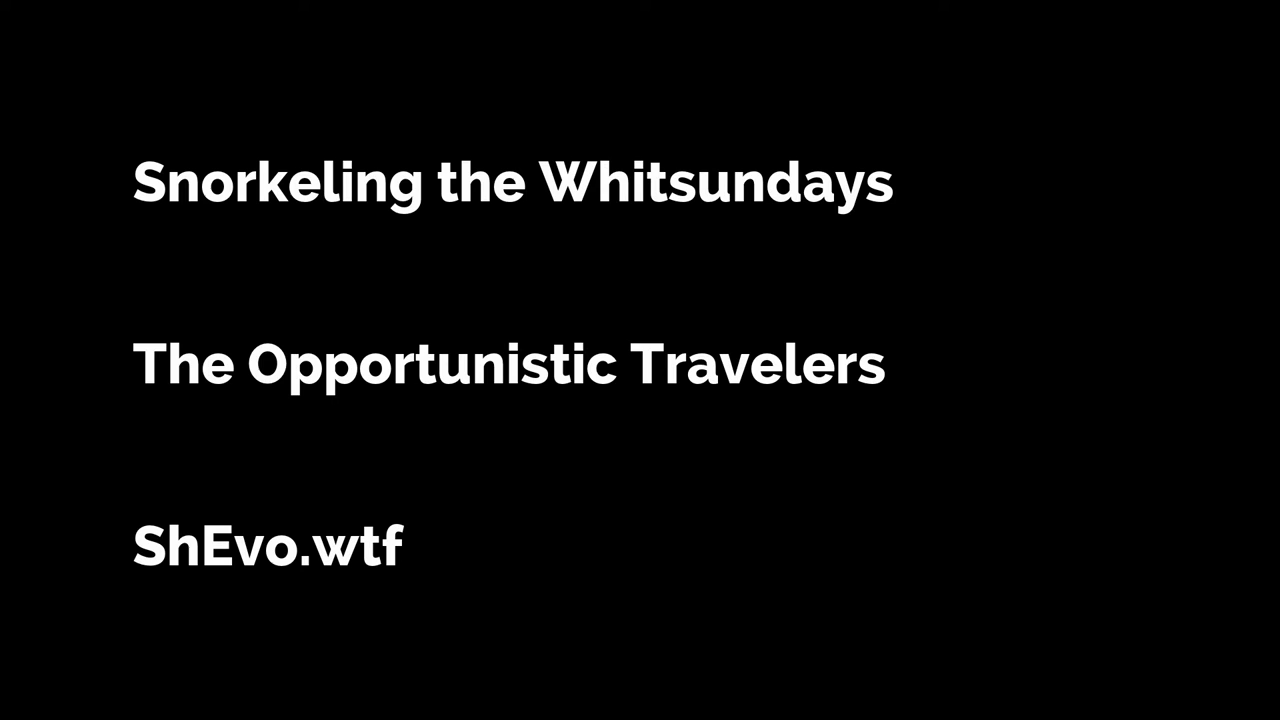 Snorkeling the Whitsundays
The Opportunistic Travelers
ShEvo.wtf